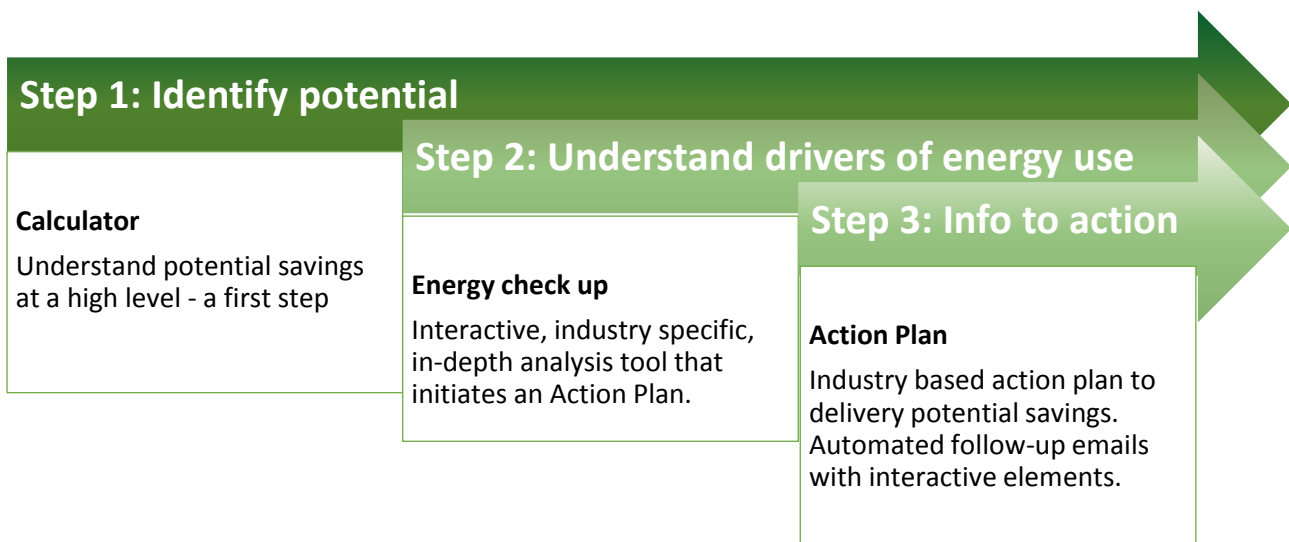 Step 1: Identify potential
Calculator
Understand potential savings
at a high level - a first step
Step 2: Understand drivers of energy use
Energy check up
Interactive, industry specific,
in-depth analysis tool that
initiates an Action Plan.
Step 3: Info to action
Action Plan
Industry based action plan to
delivery potential savings.
Automated follow-up emails
with interactive elements.